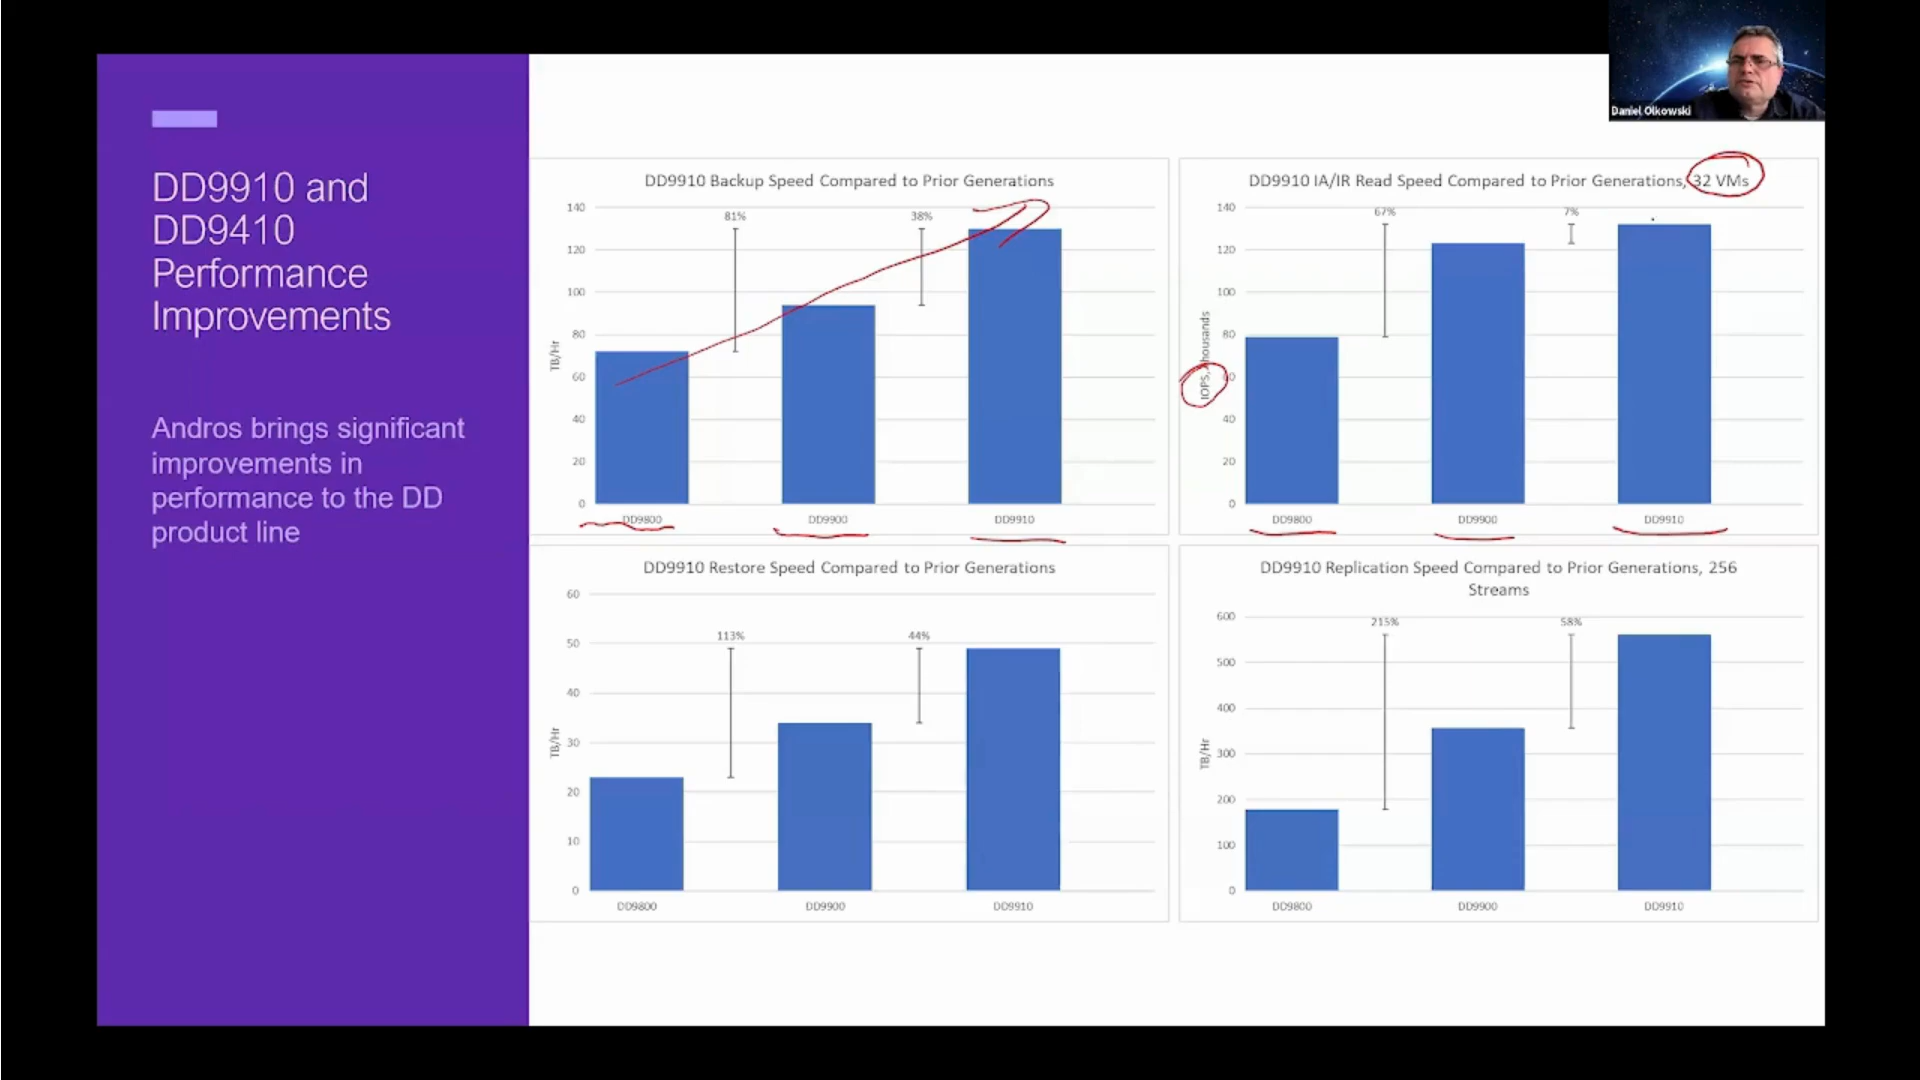 Daniel Olkowski
DD9910 and
DD9410
Performance
Improvements
Andros brings significant
improvements in
performance to the DD
product line
DD9910 Backup Speed Compared to Prior Generations
140
120
100
80
60
40
20
0
TB/Hr
81%
38%
DD9800
DD9900
DD9910
DD9910 IA/IR Read Speed Compared to Prior Generations, 32 VMs
140
120
100
80
60
40
20
0
IOPS, thousands
67%
7%
DD9800
DD9900
DD9910
DD9910 Restore Speed Compared to Prior Generations
60
50
40
30
20
10
0
TB/Hr
113%
44%
DD9800
DD9900
DD9910
DD9910 Replication Speed Compared to Prior Generations, 256
Streams
600
500
400
300
200
100
0
TB/Hr
215%
58%
DD9800
DD9900
DD9910